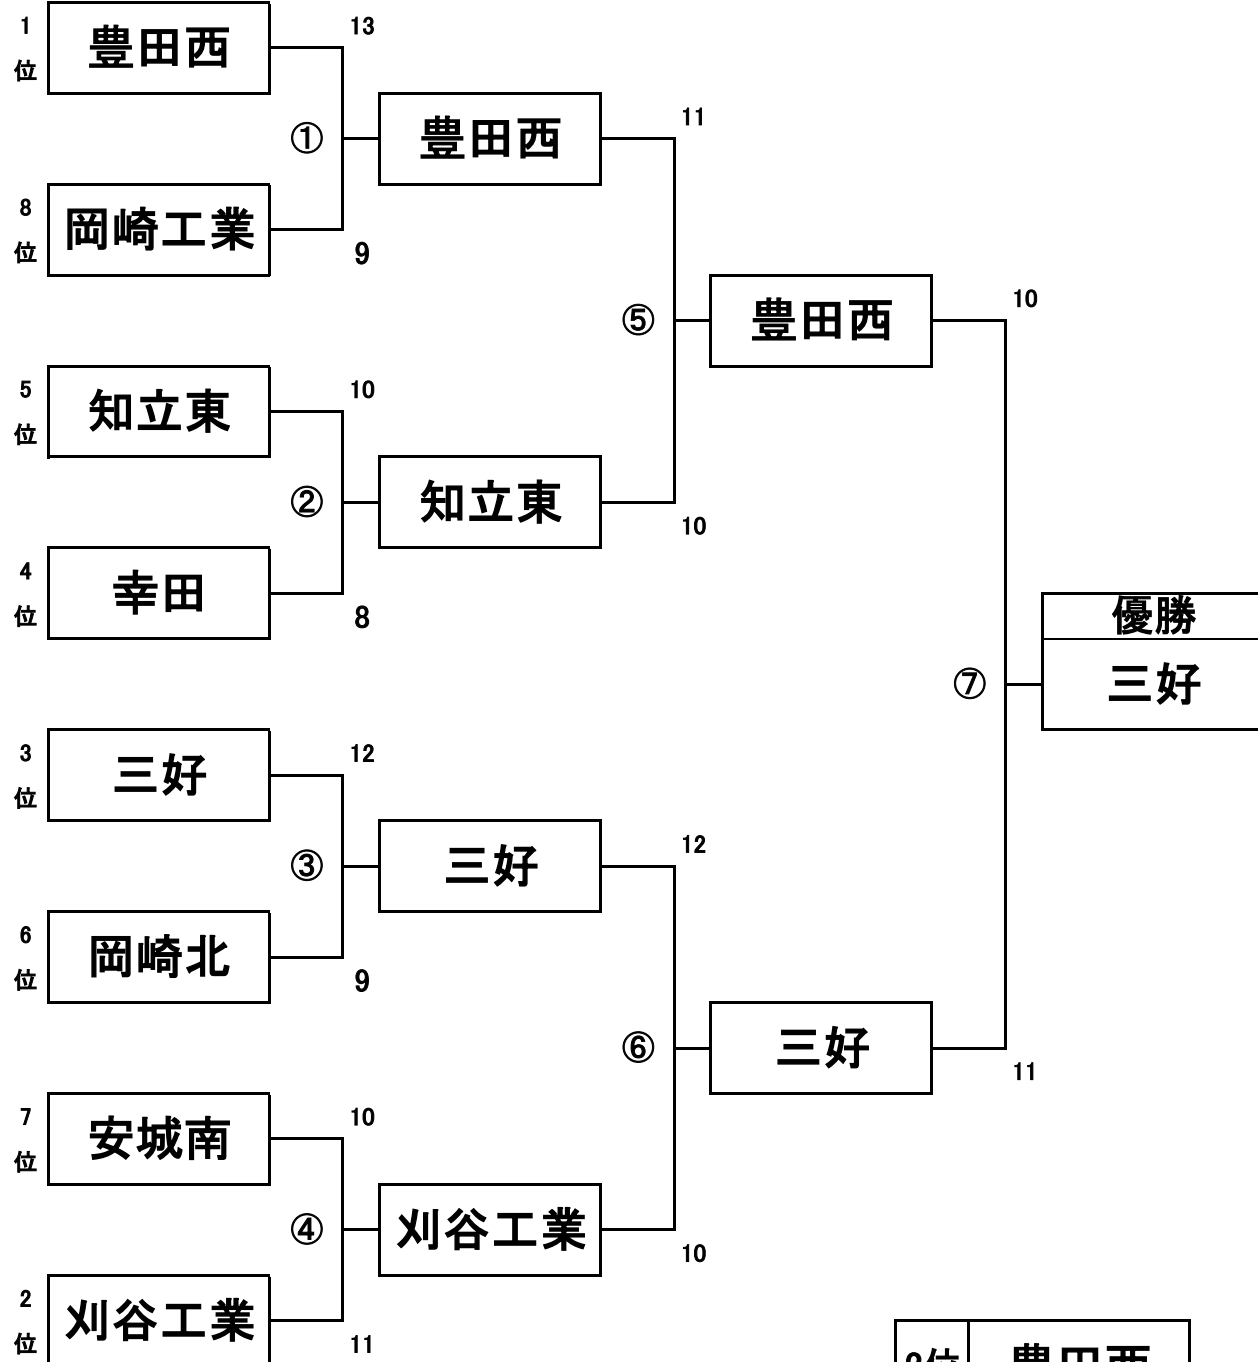 1
位
豊田西
13
①
豊田西
11
8
位
岡崎工業
9
⑤
豊田西
10
5
位
知立東
10
②
知立東
10
4
位
幸田
8
優勝
⑦
三好
3
位
三好
12
③
三好
12
6
位
岡崎北
9
⑥
三好
11
7
位
安城南
10
④
刈谷工業
10
2
位
刈谷工業
11
豊田西